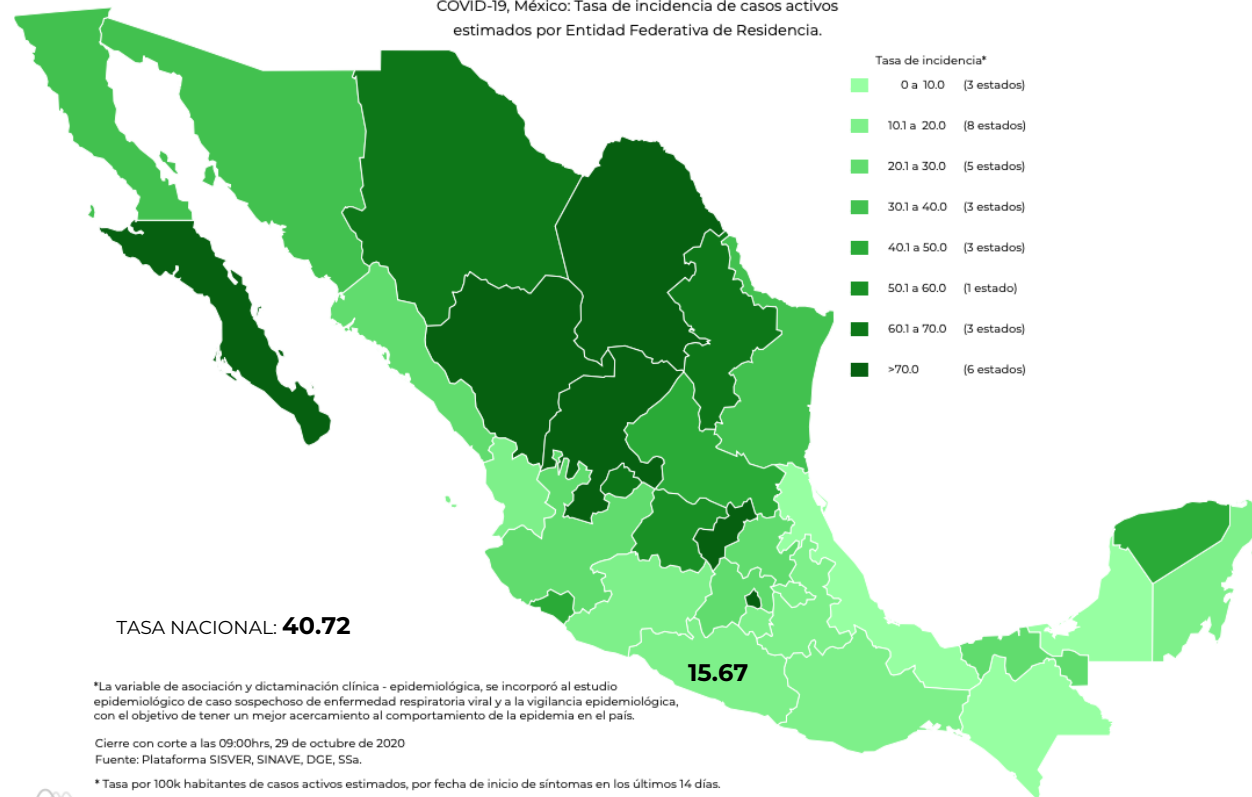 COVID-19, México: Tasa de incidencia de casos activos
estimados por Entidad Federativa de Residencia.
Tasa de incidencia*
0 a 10.0 (3 estados)
10.1 a 20.0 (8 estados)
20.1 a 30.0 (5 estados)
30.1 a 40.0 (3 estados)
40.1 a 50.0 (3 estados)
50.1 a 60.0 (1 estado)
60.1 a 70.0 (3 estados)
>70.0 (6 estados)
TASA NACIONAL: 40.72
15.67
*La variable de asociación y dictaminación clínica - epidemiológica, se incorporó al estudio
epidemiológico de caso sospechoso de enfermedad respiratoria viral y a la vigilancia epidemiológica,
con el objetivo de tener un mejor acercamiento al comportamiento de la epidemia en el país.
Cierre con corte a las 09:00hrs, 29 de octubre de 2020
Fuente: Plataforma SISVER, SINAVE, DGE, SSa.
* Tasa por 100k habitantes de casos activos estimados, por fecha de inicio de síntomas en los últimos 14 días.